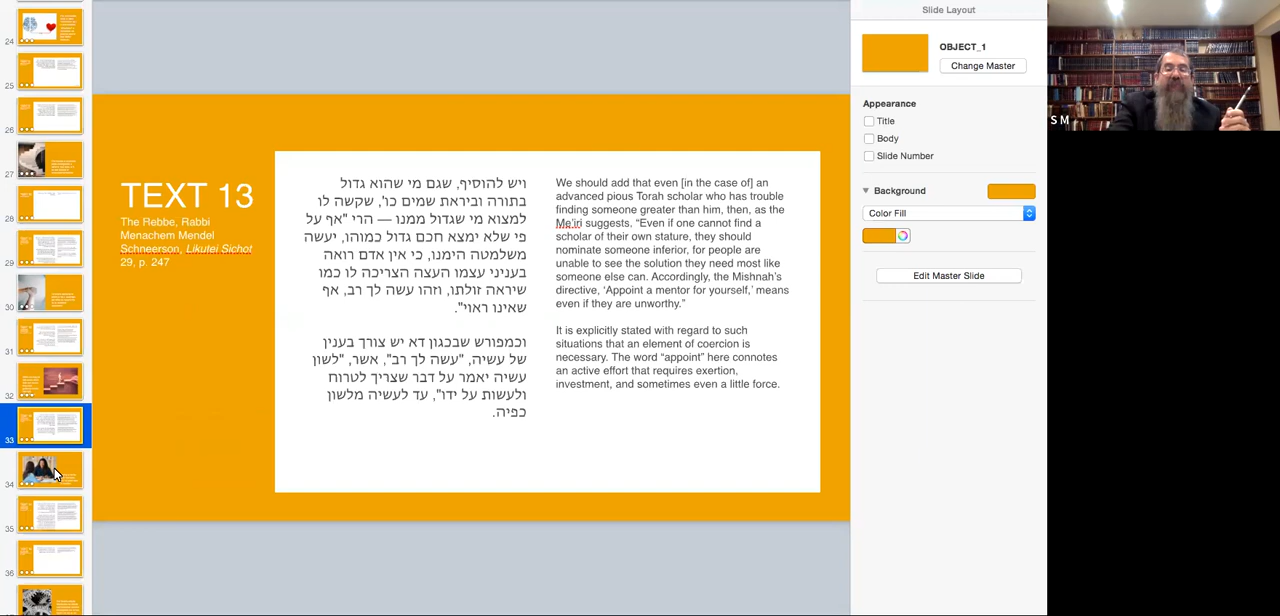 24
25
26
27
28
29
30
31
32
33
34
35
36
TEXT 13
The Rebbe, Rabbi
Menachem Mendel
Schneerson, Likutei Sichot
29, p. 247
ויש להוסיף, שגם מי שהוא גדול
בתורה וביראת שמים כו', שקשה לו
למצוא מי שגדול ממנו — הרי "אף על
פי שלא ימצא חכם גדול כמוהו, יעשה
משלמטה הימנו, כי אין אדם רואה
בעניני עצמו העצה הצריכה לו כמו
שיראה זולתו, וזהו עשה לך רב, אף
שאינו ראוי".
וכמפורש שבכגון דא יש צורך בענין
של עשיה, "עשה לך רב", אשר, "לשון
עשיה יאמר על דבר שצריך לטרוח
ולעשות על ידו", עד לעשיה מלשון
כפיה.
We should add that even [in the case of] an
advanced pious Torah scholar who has trouble
finding someone greater than him, then, as the
Me'iri suggests, “Even if one cannot find a
scholar of their own stature, they should
nominate someone inferior, for people are
unable to see the solution they need most like
someone else can. Accordingly, the Mishnah's
directive, ‘Appoint a mentor for yourself,’ means
even if they are unworthy.”
It is explicitly stated with regard to such
situations that an element of coercion is
necessary. The word “appoint” here connotes
an active effort that requires exertion,
investment, and sometimes even a little force.
Slide Layout
OBJECT_1
Change Master
Appearance
Title
Body
Slide Number
Background
Color Fill
Edit Master Slide
S M